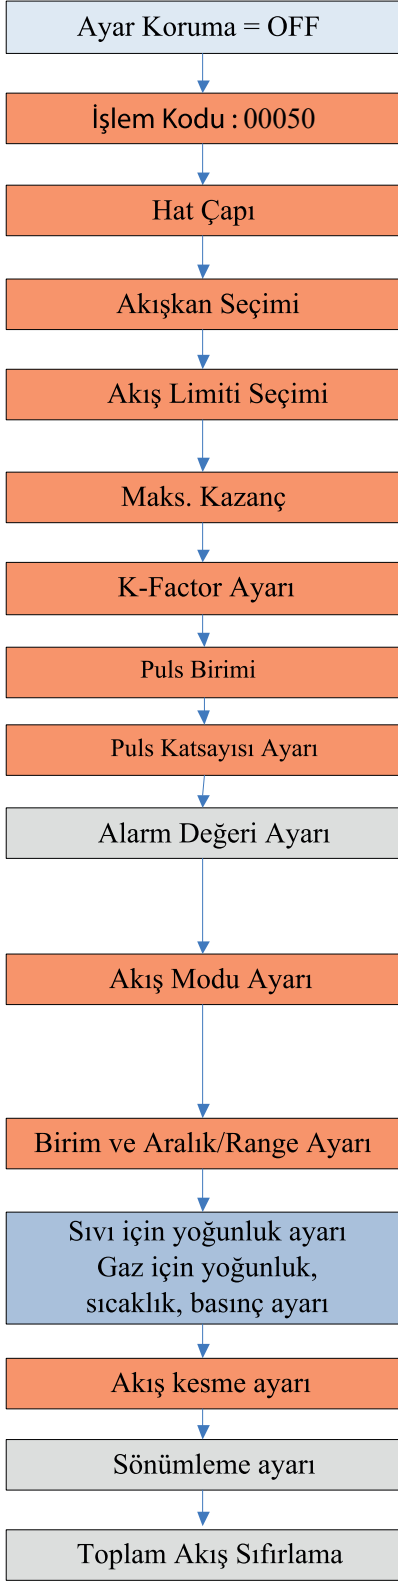 Ayar Koruma = OFF
İşlem Kodu : 00050
Hat Çapı
Akışkan Seçimi
Akış Limiti Seçimi
Maks. Kazanç
K-Factor Ayarı
Puls Birimi
Puls Katsayısı Ayarı
Alarm Değeri Ayarı
Akış Modu Ayarı
Birim ve Aralık/Range Ayarı
Sıvı için yoğunluk ayarı
Gaz için yoğunluk,
sıcaklık, basınç ayarı
Akış kesme ayarı
Sönümleme ayarı
Toplam Akış Sıfırlama